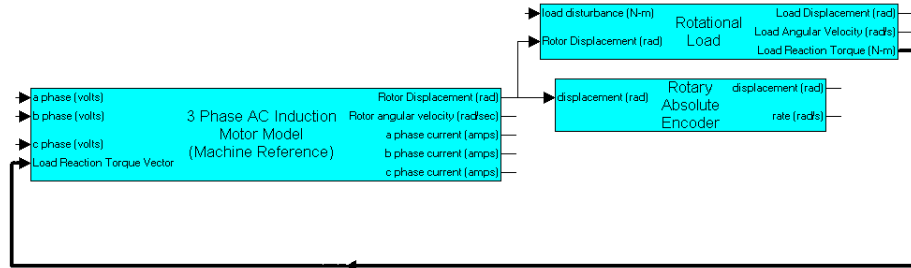 load disturbance (N-m)
Rotor Displacement (rad)
Rotational
Load
Load Displacement (rad)
Load Angular Velocity (rad/s)
Load Reaction Torque (N-m)
a phase (volts)
b phase (volts)
c phase (volts)
Load Reaction Torque Vector
3 Phase AC Induction
Motor Model
(Machine Reference)
Rotor Displacement (rad)
Rotor angular velocity (rad/sec)
a phase current (amps)
b phase current (amps)
c phase current (amps)
displacement (rad)
Rotary
Absolute
Encoder
displacement (rad)
rate (rad/s)